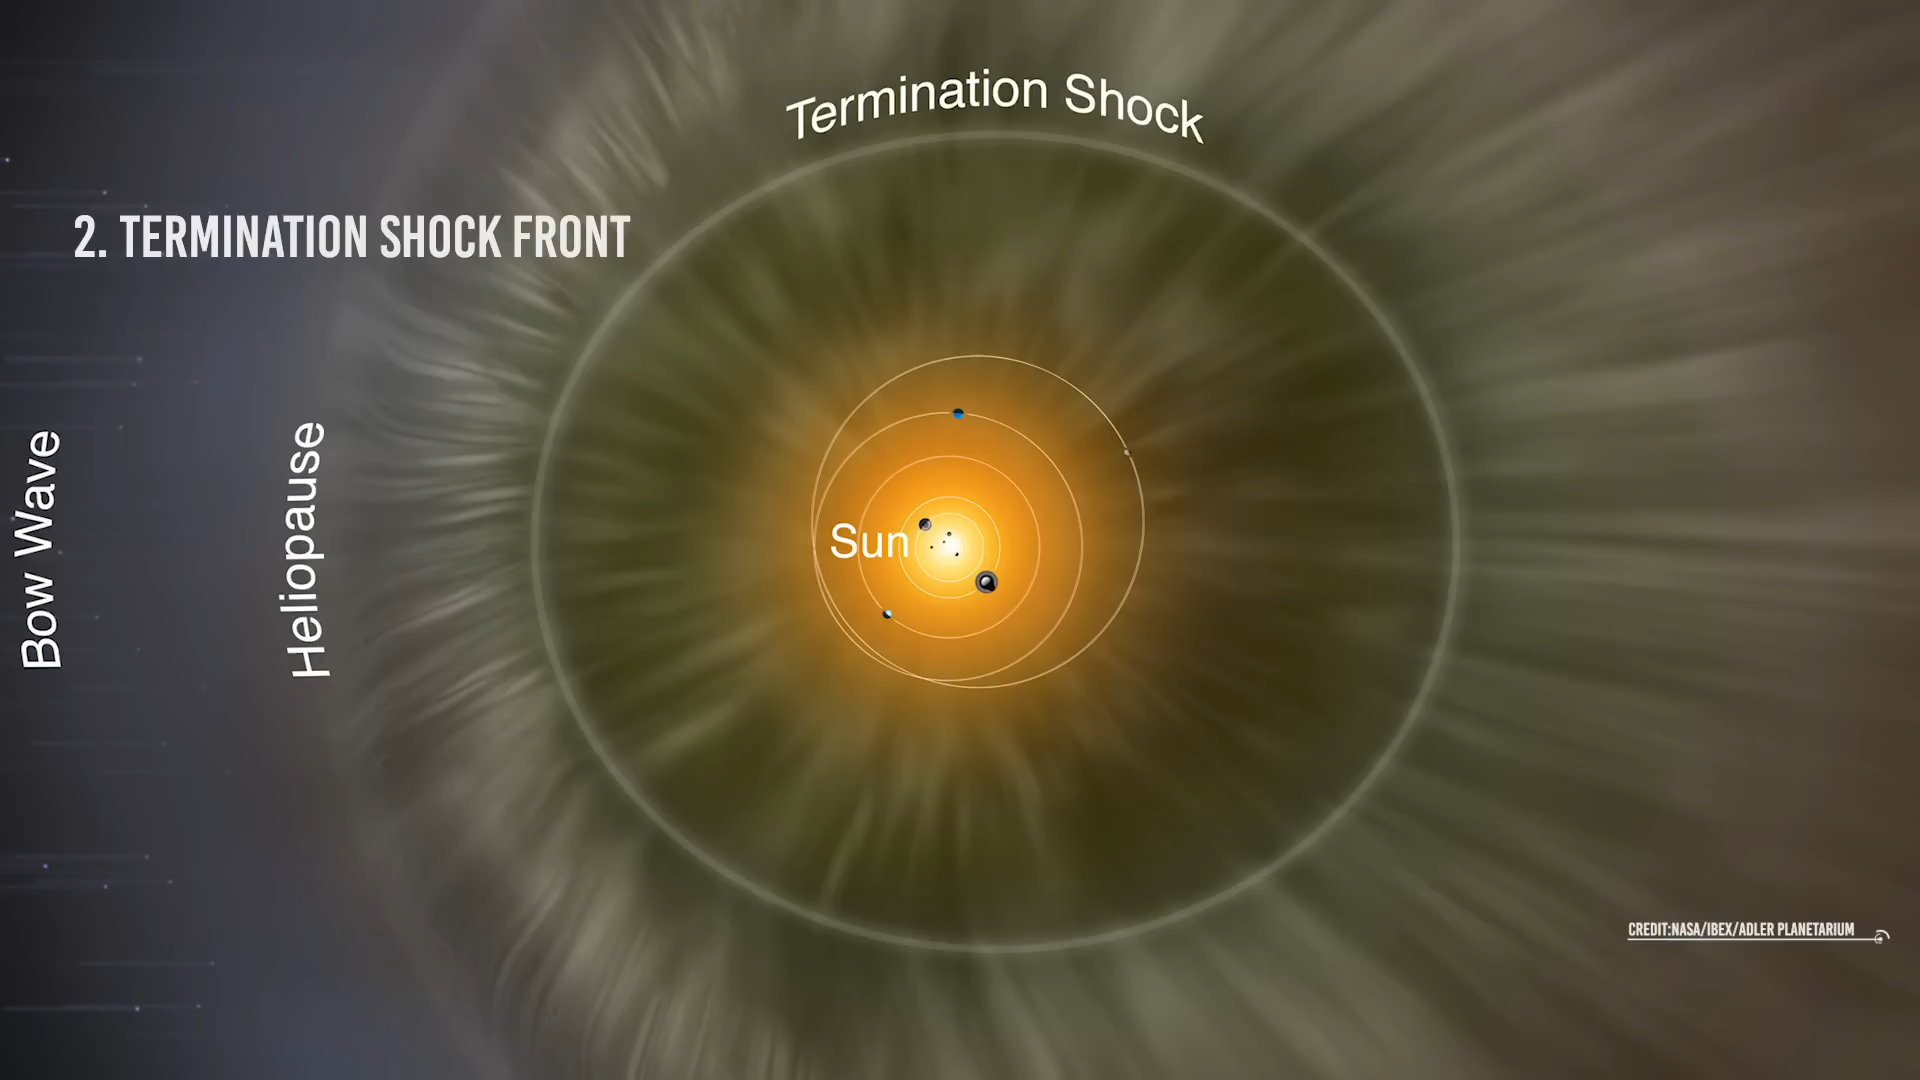 Termination Shock
2. TERMINATION SHOCK FRONT
Bow Wave
Heliopause
Sun
CREDIT:NASA/IBEX/ADLER PLANETARIUM